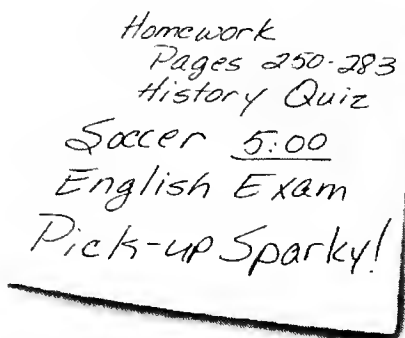 Homework
Pages 250-283
History Quiz
Soccer 5:00
English Exam
Pick-up Sparky!